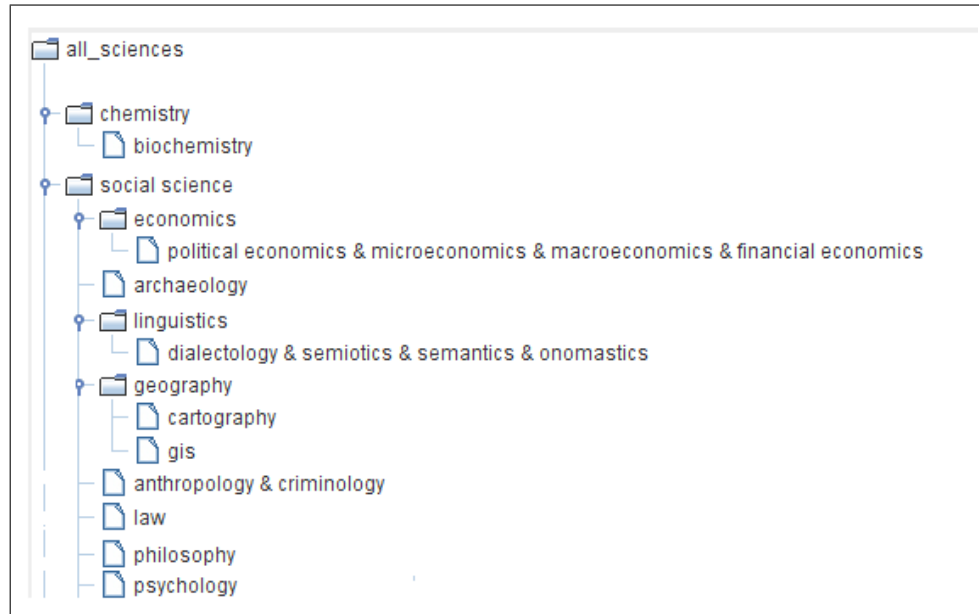 all_sciences
chemistry
biochemistry
social science
economics
political economics & microeconomics & macroeconomics & financial economics
archaeology
linguistics
dialectology & semiotics & semantics & onomastics
geography
cartography
gis
anthropology & criminology
law
philosophy
psychology